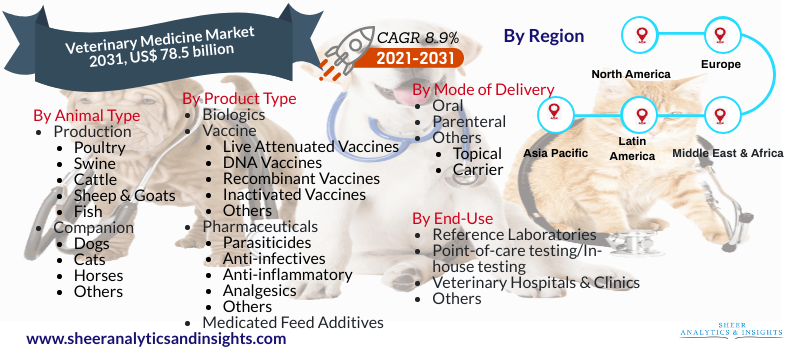 Veterinary Medicine Market
2031, US$ 78.5 billion
CAGR 8.9%
2021-2031
By Region
North America
Europe
Asia Pacific
Latin
America
Middle East & Africa
By Animal Type
Production
Poultry
Swine
Cattle
Sheep & Goats
Fish
Companion
Dogs
Cats
Horses
Others
By Product Type
Biologics
Vaccine
Live Attenuated Vaccines
DNA Vaccines
Recombinant Vaccines
Inactivated Vaccines
Others
Pharmaceuticals
Parasiticides
Anti-infectives
Anti-inflammatory
Analgesics
Others
Medicated Feed Additives
By Mode of Delivery
Oral
Parenteral
Others
Topical
Carrier
By End-Use
Reference Laboratories
Point-of-care testing/In-
house testing
Veterinary Hospitals & Clinics
Others
www.sheeranalyticsandinsights.com
SHEER
ANALYTICS & INSIGHTS